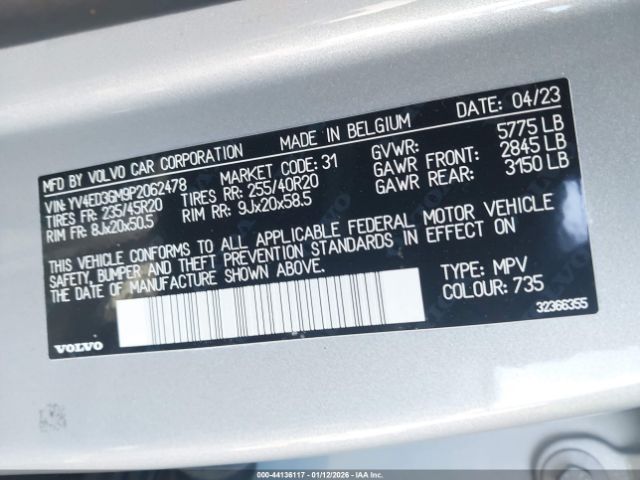 MFD BY VOLVO CAR CORPORATION MADE IN BELGIUM DATE: 04/23
VIN: YV4ED3GM9P2062478 MARKET CODE: 31 GVWR: 5775 LB
TIRES FR: 235/45R20 TIRES RR: 255/40R20 GAWR FRONT: 2845 LB
RIM FR: 8Jx20x50.5 RIM RR: 9Jx20x58.5 GAWR REAR: 3150 LB
THIS VEHICLE CONFORMS TO ALL APPLICABLE FEDERAL MOTOR VEHICLE
SAFETY, BUMPER AND THEFT PREVENTION STANDARDS IN EFFECT ON
THE DATE OF MANUFACTURE SHOWN ABOVE.
TYPE: MPV
COLOUR: 735
VOLVO
32366355
000-44136117 - 01/12/2026 - IAAI.COM